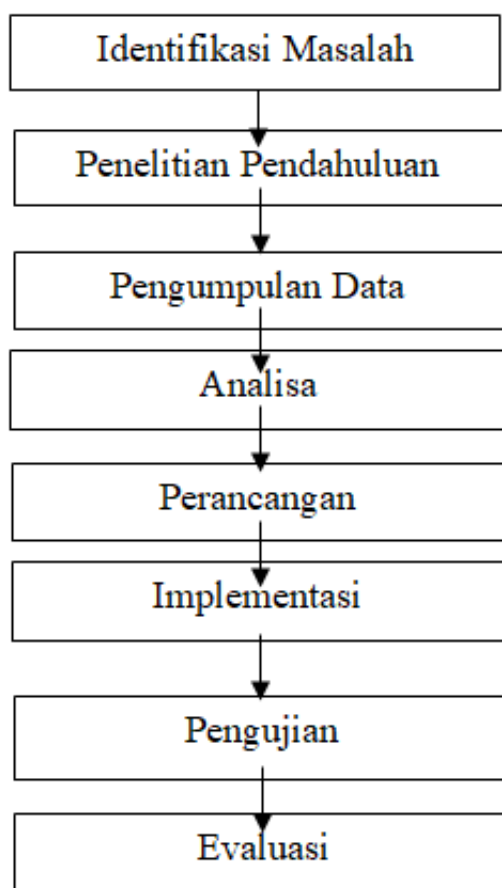 Identifikasi Masalah
Penelitian Pendahuluan
Pengumpulan Data
Analisa
Perancangan
Implementasi
Pengujian
Evaluasi